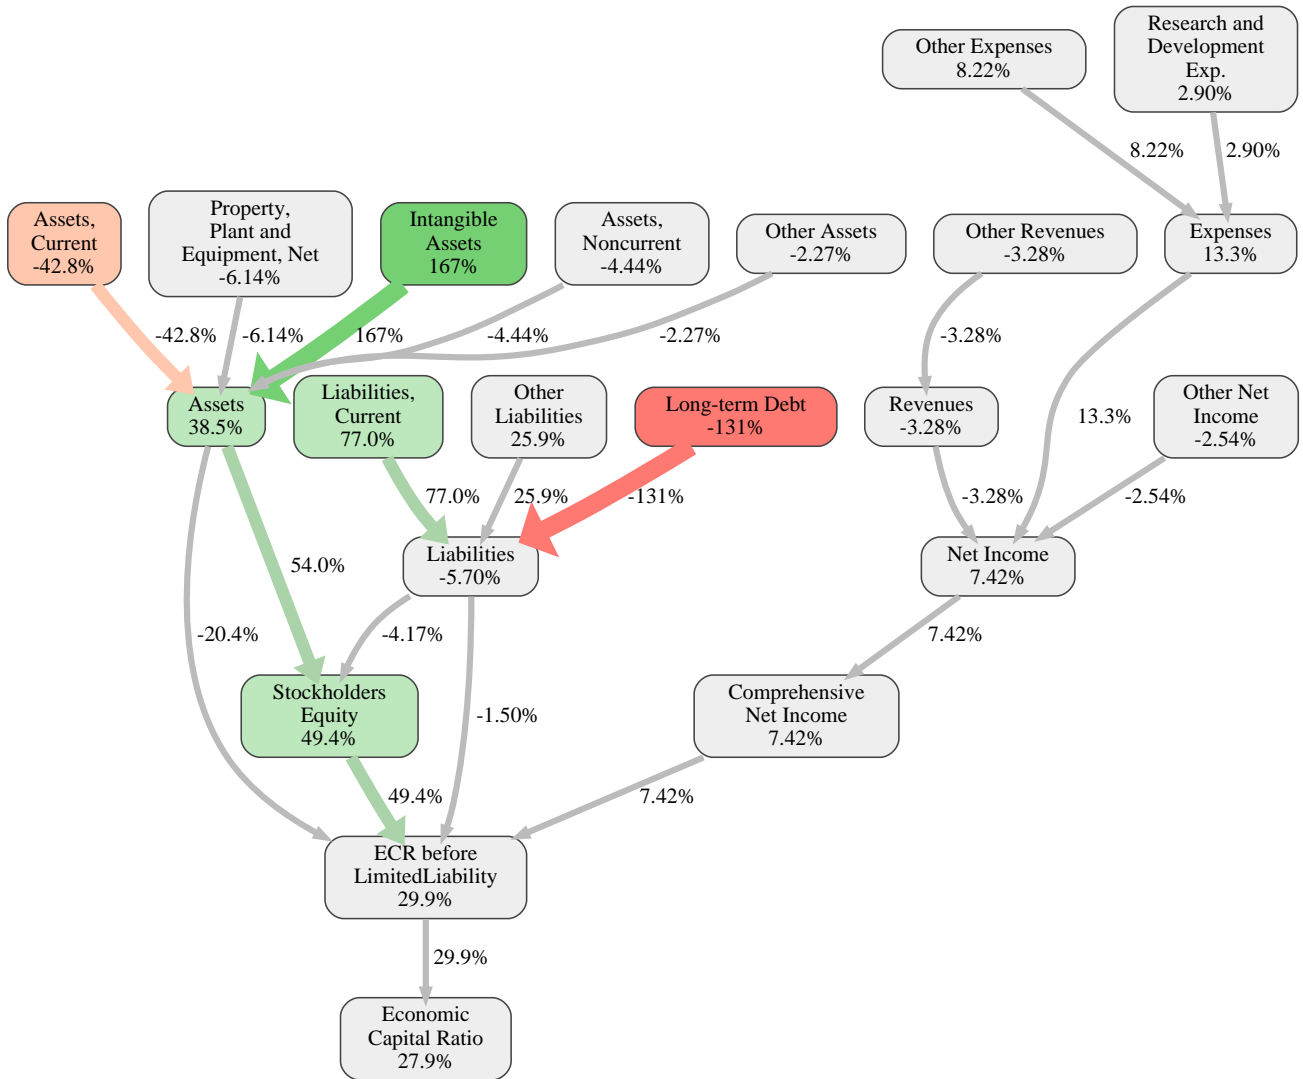 Other Expenses
8.22%
Research and
Development
Exp.
2.90%
8.22%
2.90%
Assets,
Current
-42.8%
Property,
Plant and
Equipment, Net
-6.14%
Intangible
Assets
167%
Assets,
Noncurrent
-4.44%
Other Assets
-2.27%
Other Revenues
-3.28%
Expenses
13.3%
-42.8%
-6.14%
167%
-4.44%
-2.27%
-3.28%
13.3%
Assets
38.5%
Liabilities,
Current
77.0%
Other
Liabilities
25.9%
Long-term Debt
-131%
Revenues
-3.28%
Other Net
Income
-2.54%
77.0%
25.9%
-131%
-3.28%
-2.54%
54.0%
Liabilities
-5.70%
Net Income
7.42%
-20.4%
-4.17%
7.42%
Stockholders
Equity
49.4%
-1.50%
Comprehensive
Net Income
7.42%
49.4%
7.42%
ECR before
LimitedLiability
29.9%
29.9%
Economic
Capital Ratio
27.9%